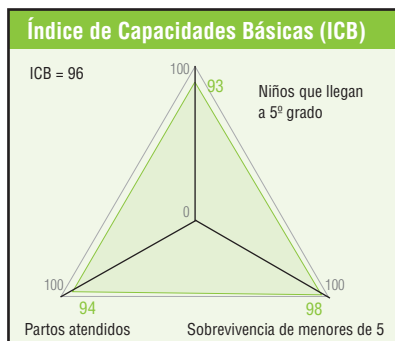 Índice de Capacidades Básicas (ICB)
ICB = 96
100
93
Niños que llegan
a 5º grado
0
100
100
94
98
Partos atendidos
Sobrevivencia de menores de 5